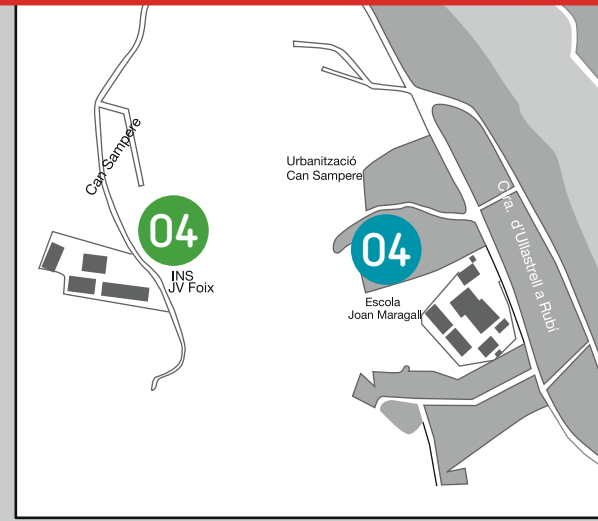 Can Sampere
Urbanització
Can Sampere
Ctra. d'Ullastrell a Rubí
04
04
INS
JV Foix
Escola
Joan Maragall